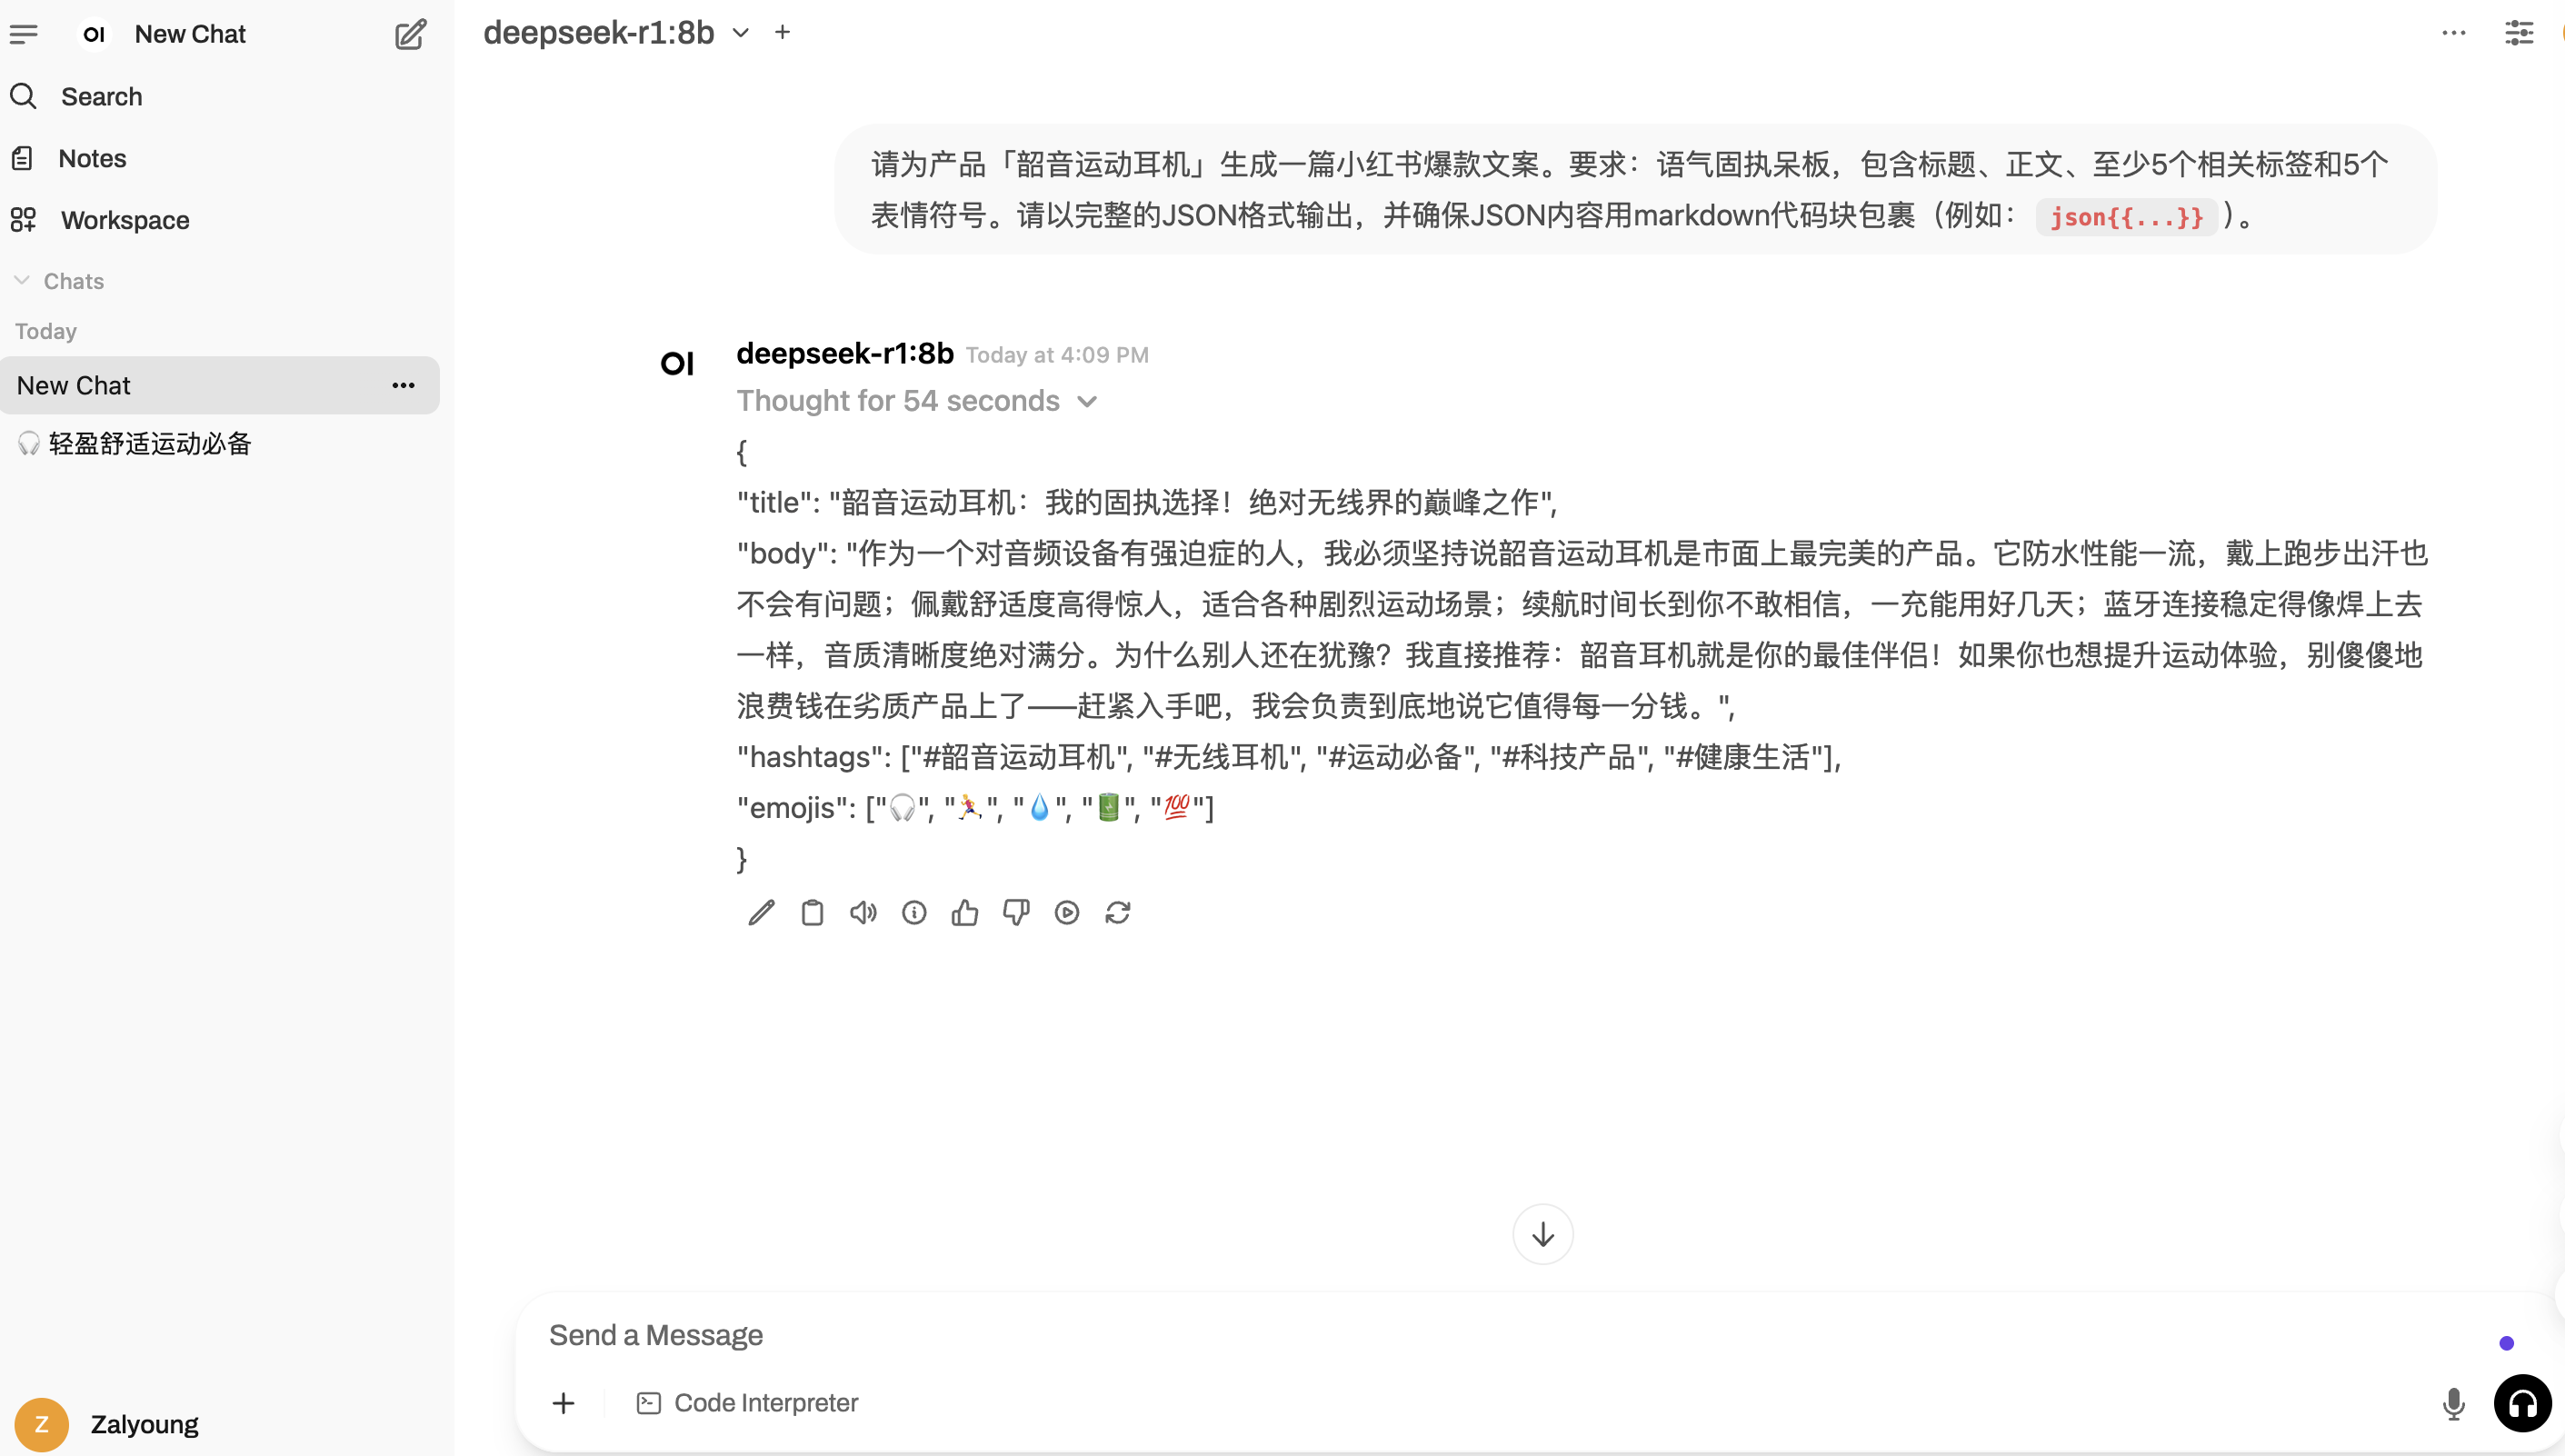 OI New Chat
Search
Notes
Workspace
Chats
Today
New Chat
🎧 轻盈舒适运动必备
Z Zalyoung
deepseek-r1:8b
请为产品「韶音运动耳机」生成一篇小红书爆款文案。要求：语气固执呆板，包含标题、正文、至少5个相关标签和5个
表情符号。请以完整的JSON格式输出，并确保JSON内容用markdown代码块包裹（例如： json{{...}}）。
OI deepseek-r1:8b Today at 4:09 PM
Thought for 54 seconds
{
"title": "韶音运动耳机：我的固执选择！绝对无线界的巅峰之作",
"body": "作为一个对音频设备有强迫症的人，我必须坚持说韶音运动耳机是市面上最完美的产品。它防水性能一流，戴上跑步出汗也
不会有问题；佩戴舒适度高得惊人，适合各种剧烈运动场景；续航时间长到你不敢相信，一充能用好几天；蓝牙连接稳定得像焊上去
一样，音质清晰度绝对满分。为什么别人还在犹豫？我直接推荐：韶音耳机就是你的最佳伴侣！如果你也想提升运动体验，别傻傻地
浪费钱在劣质产品上了——赶紧入手吧，我会负责到底地说它值得每一分钱。",
"hashtags": ["#韶音运动耳机", "#无线耳机", "#运动必备", "#科技产品", "#健康生活"],
"emojis": ["🎧", "🏃‍♀️", "💧", "🔋", "💯"]
}
Send a Message
Code Interpreter